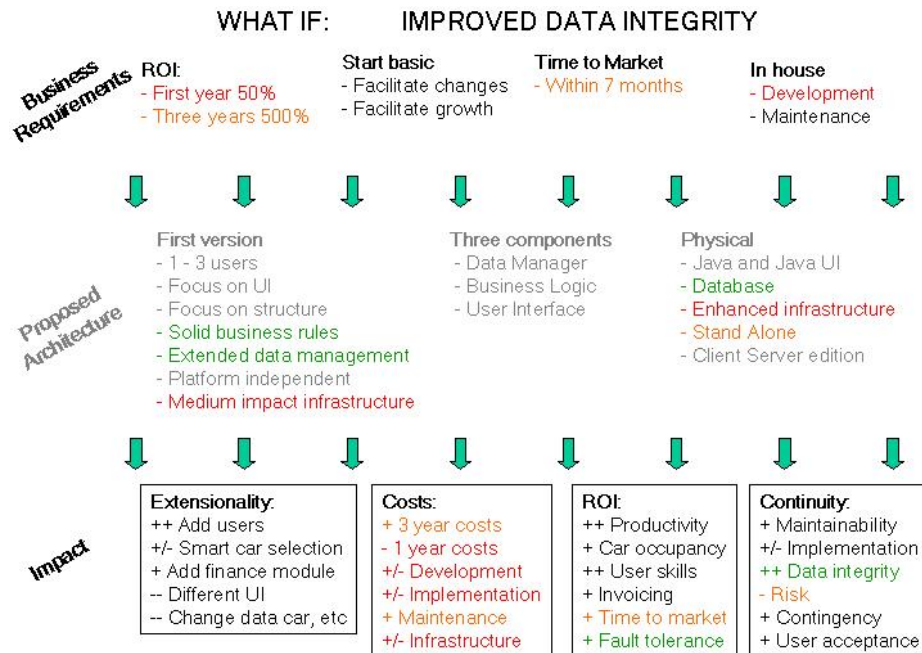 WHAT IF: IMPROVED DATA INTEGRITY
Business
Requirements
ROI:
- First year 50%
- Three years 500%
Start basic
- Facilitate changes
- Facilitate growth
Time to Market
- Within 7 months
In house
- Development
- Maintenance
Proposed
Architecture
First version
- 1 - 3 users
- Focus on UI
- Focus on structure
- Solid business rules
- Extended data management
- Platform independent
- Medium impact infrastructure
Three components
- Data Manager
- Business Logic
- User Interface
Physical
- Java and Java UI
- Database
- Enhanced infrastructure
- Stand Alone
- Client Server edition
Impact
Extensionality:
++ Add users
+/- Smart car selection
+ Add finance module
-- Different UI
-- Change data car, etc
Costs:
+ 3 year costs
- 1 year costs
+/- Development
+/- Implementation
+ Maintenance
+/- Infrastructure
ROI:
++ Productivity
+ Car occupancy
++ User skills
+ Invoicing
+ Time to market
+ Fault tolerance
Continuity:
+ Maintainability
+/- Implementation
++ Data integrity
- Risk
+ Contingency
+ User acceptance